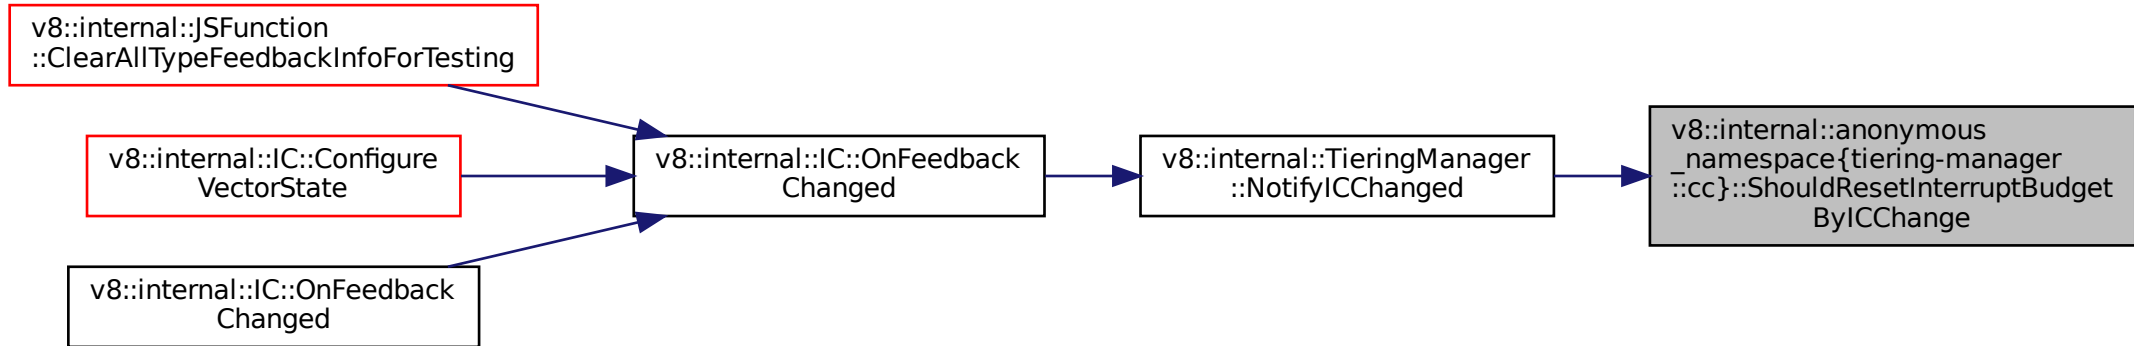 v8::internal::JSFunction
::ClearAllTypeFeedbackInfoForTesting
v8::internal::IC::Configure
VectorState
v8::internal::IC::OnFeedback
Changed
v8::internal::IC::OnFeedback
Changed
v8::internal::TieringManager
::NotifyICChanged
v8::internal::anonymous
_namespace{tiering-manager
::cc}::ShouldResetInterruptBudget
ByICChange